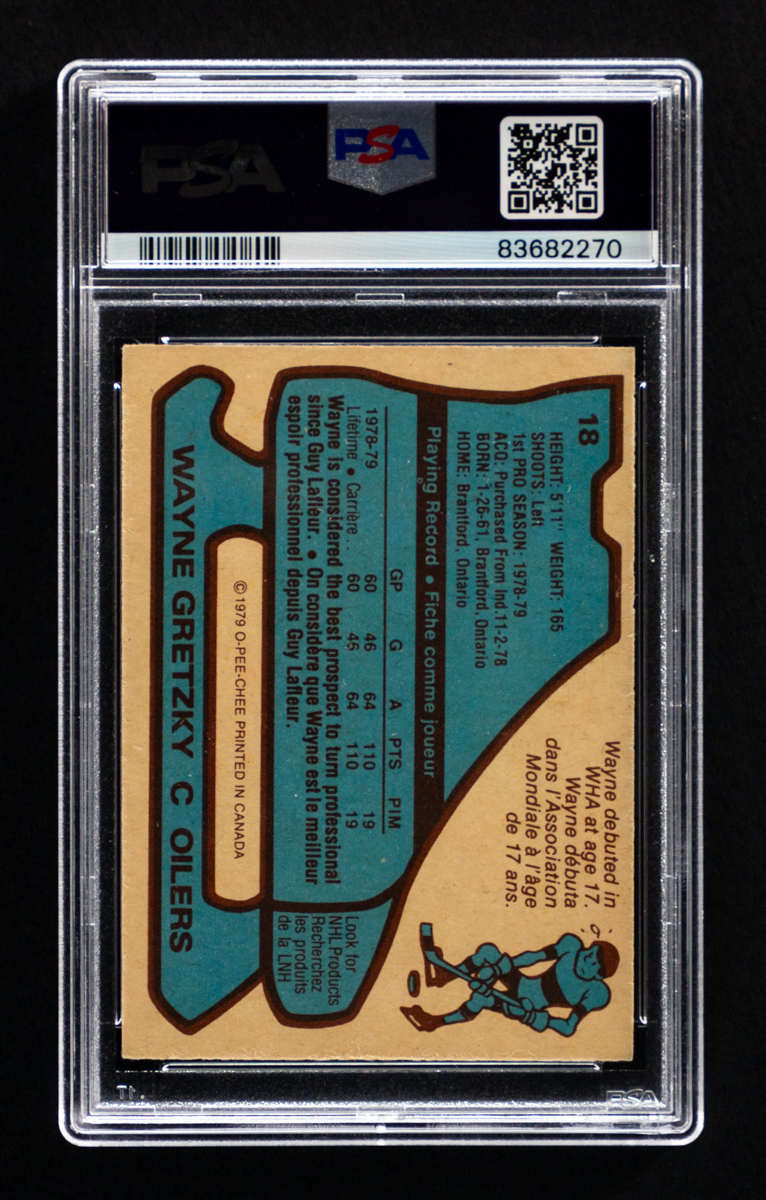 PSA
PSA
83682270
18
HEIGHT: 5'11" WEIGHT: 165
SHOOTS: Left
1st PRO SEASON: 1978-79
ACQ: Purchased From Ind. 11-2-78
BORN: 1-26-61, Brantford, Ontario
HOME: Brantford, Ontario
Playing Record • Fiche comme joueur
GP G A PTS PIM
1978-79 60 46 64 110 19
Lifetime • Carrière . . 60 46 64 110 19
Wayne is considered the best prospect to turn professional
since Guy Lafleur. • On considère que Wayne est le meilleur
espoir professionnel depuis Guy Lafleur.
Wayne debuted in
WHA at age 17.
Wayne débuta
dans l'Association
Mondiale à l'âge
de 17 ans.
Look for
NHL Products
Recherchez
les produits
de la LNH
© 1979 O-PEE-CHEE PRINTED IN CANADA
WAYNE GRETZKY C OILERS
PSA